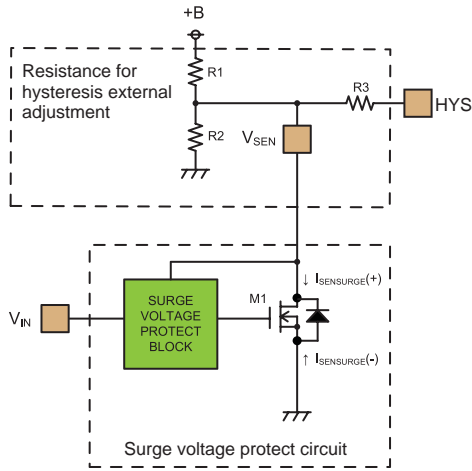 +B
Resistance for
hysteresis external
adjustment
R1
R3
HYS
R2
VSEN
VIN
SURGE
VOLTAGE
PROTECT
BLOCK
M1
↓ ISENSURGE(+)
↑ ISENSURGE(-)
Surge voltage protect circuit